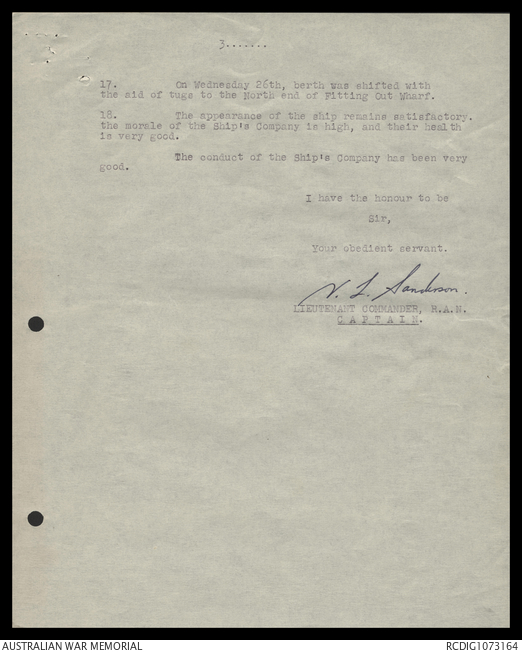 3.......
17. On Wednesday 26th, berth was shifted with
the aid of tugs to the North end of Fitting Out Wharf.
18. The appearance of the ship remains satisfactory.
the morale of the Ship's Company is high, and their health
is very good.
The conduct of the Ship's Company has been very
good.
I have the honour to be
Sir,
Your obedient servant.
V. L. Sanderson.
LIEUTENANT COMMANDER, R.A.N.
C A P T A I N.
AUSTRALIAN WAR MEMORIAL
RCDIG1073164